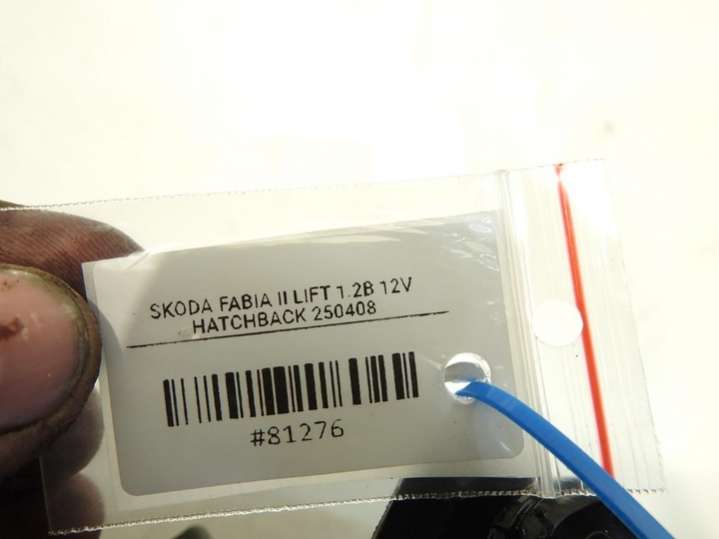 SKODA FABIA II LIFT 1.2B 12V
HATCHBACK 250408
#81276